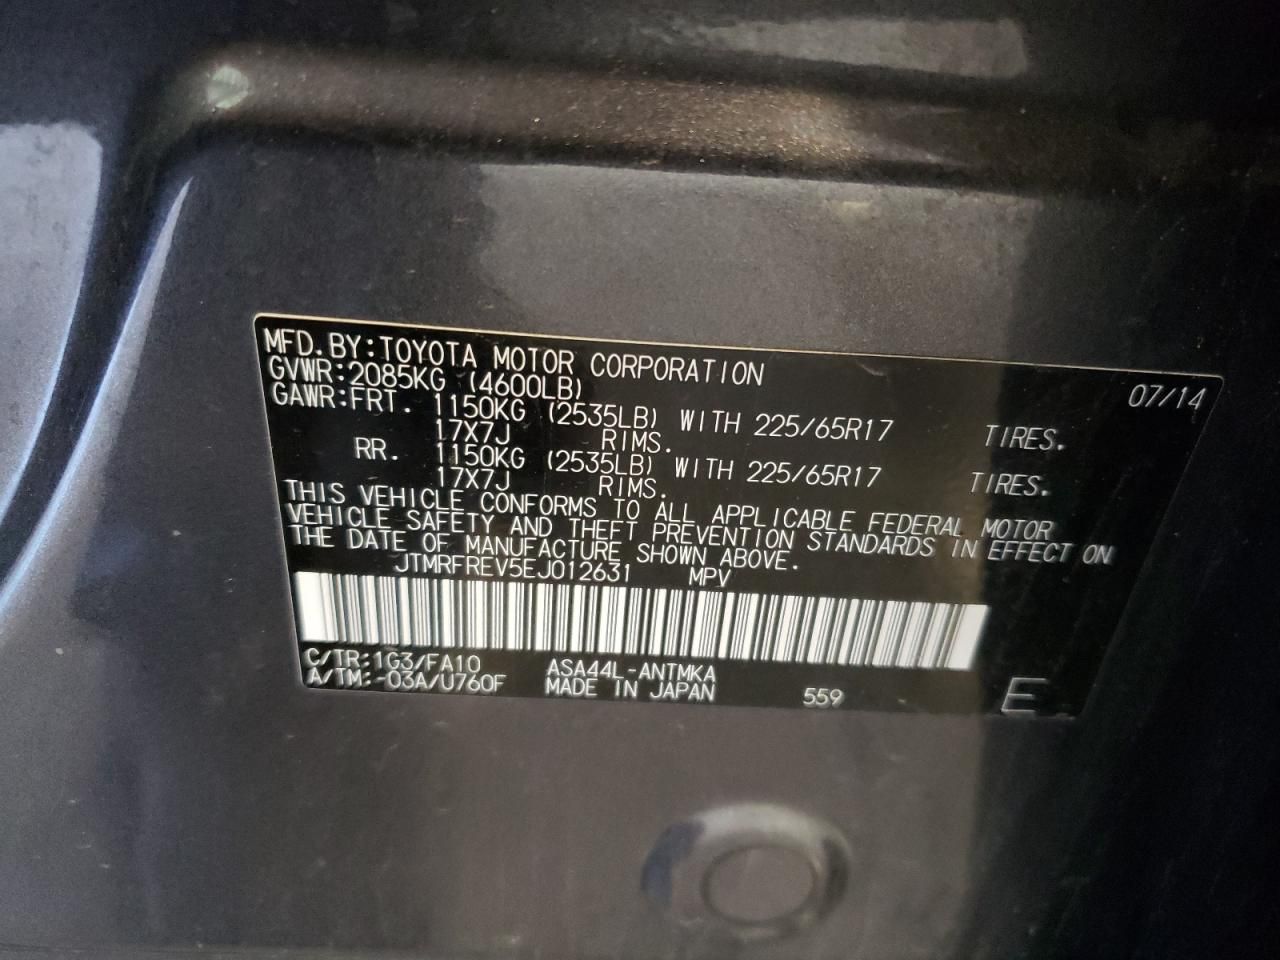 MFD. BY:TOYOTA MOTOR CORPORATION 07/14
GVWR:2085KG (4600LB)
GAWR:FRT. 1150KG (2535LB) WITH 225/65R17 TIRES.
17X7J RIMS.
RR. 1150KG (2535LB) WITH 225/65R17 TIRES.
17X7J RIMS.
THIS VEHICLE CONFORMS TO ALL APPLICABLE FEDERAL MOTOR
VEHICLE SAFETY AND THEFT PREVENTION STANDARDS IN EFFECT ON
THE DATE OF MANUFACTURE SHOWN ABOVE.
JTMRFREV5EJ012631 MPV
C/TR:1G3/FA10 ASA44L-ANTMKA
A/TM:-03A/U760F MADE IN JAPAN 559 E